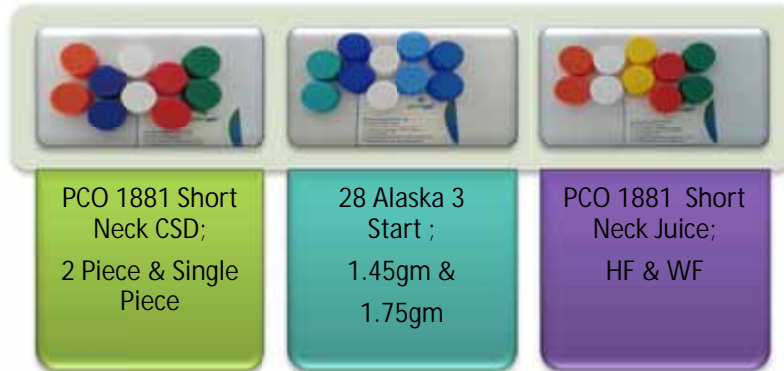 PCO 1881 Short
Neck CSD;
2 Piece & Single
Piece
28 Alaska 3
Start ;
1.45gm &
1.75gm
PCO 1881 Short
Neck Juice;
HF & WF